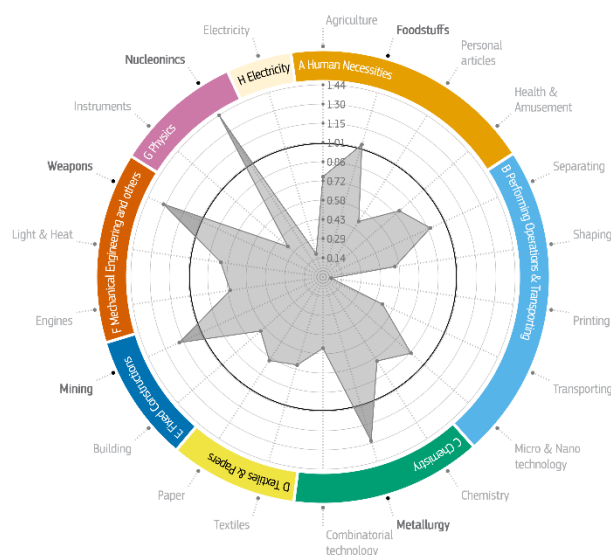 Agriculture
Foodstuffs
Personal
articles
Health &
Amusement
Separating
Shaping
Printing
Transporting
Micro & Nano
technology
Chemistry
Metallurgy
Combinatorial
technology
Textiles
Paper
Building
Mining
Engines
Light & Heat
Weapons
Instruments
Nucleonincs
Electricity
A Human Necessities
B Performing Operations & Transporting
C Chemistry
D Textiles & Papers
E Fixed Constructions
F Mechanical Engineering and others
G Physics
H Electricity
1.44
1.30
1.15
1.01
0.86
0.72
0.58
0.43
0.29
0.14